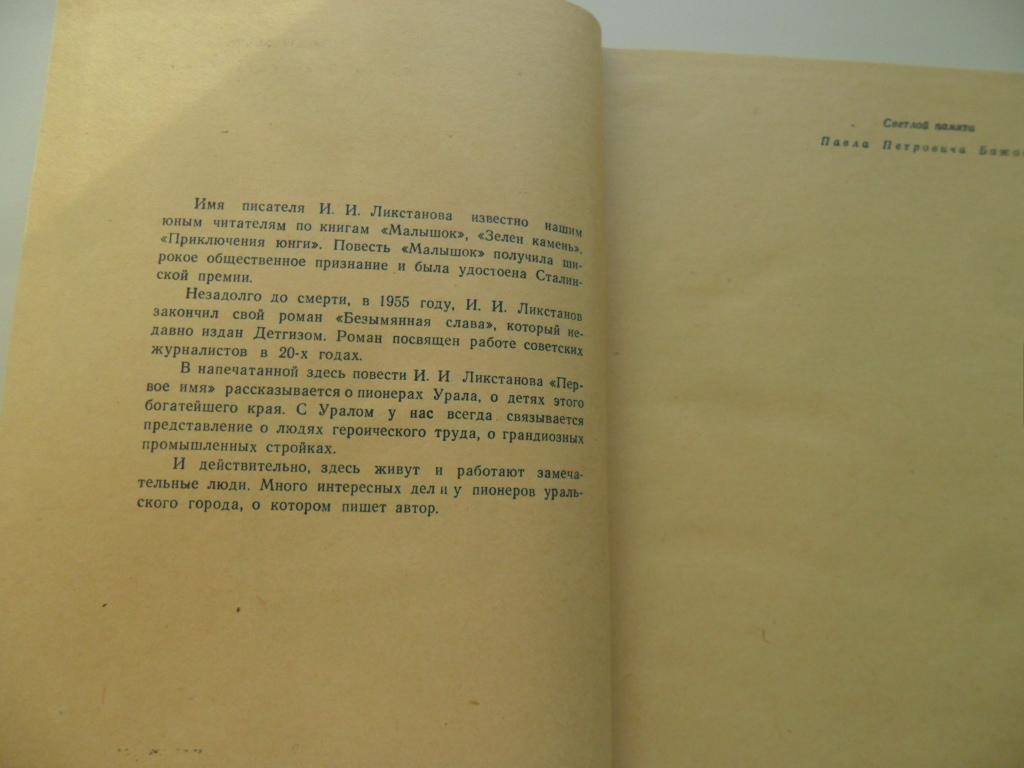 Имя писателя И. И. Ликстанова известно нашим
юным читателям по книгам «Малышок», «Зелен камень»,
«Приключения юнги». Повесть «Малышок» получила ши-
рокое общественное признание и была удостоена Сталин-
ской премии.
Незадолго до смерти, в 1955 году, И. И. Ликстанов
закончил свой роман «Безымянная слава», который не-
давно издан Детгизом. Роман посвящен работе советских
журналистов в 20-х годах.
В напечатанной здесь повести И. И Ликстанова «Пер-
вое имя» рассказывается о пионерах Урала, о детях этого
богатейшего края. С Уралом у нас всегда связывается
представление о людях героического труда, о грандиозных
промышленных стройках.
И действительно, здесь живут и работают замеча-
тельные люди. Много интересных дел и у пионеров ураль-
ского города, о котором пишет автор.
Светлой памяти
Павла Петровича